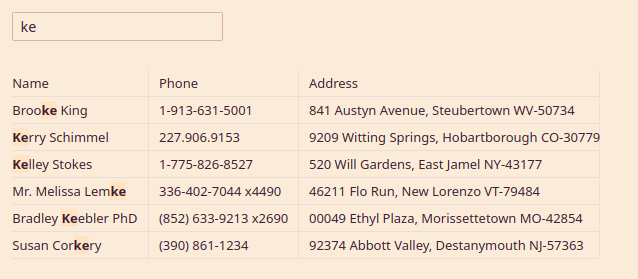 ke
Name Phone Address
Brooke King 1-913-631-5001 841 Austyn Avenue, Steubertown WV-50734
Kerry Schimmel 227.906.9153 9209 Witting Springs, Hobartborough CO-30779
Kelley Stokes 1-775-826-8527 520 Will Gardens, East Jamel NY-43177
Mr. Melissa Lemke 336-402-7044 x4490 46211 Flo Run, New Lorenzo VT-79484
Bradley Keebler PhD (852) 633-9213 x2690 00049 Ethyl Plaza, Morissettetown MO-42854
Susan Corkery (390) 861-1234 92374 Abbott Valley, Destanymouth NJ-57363